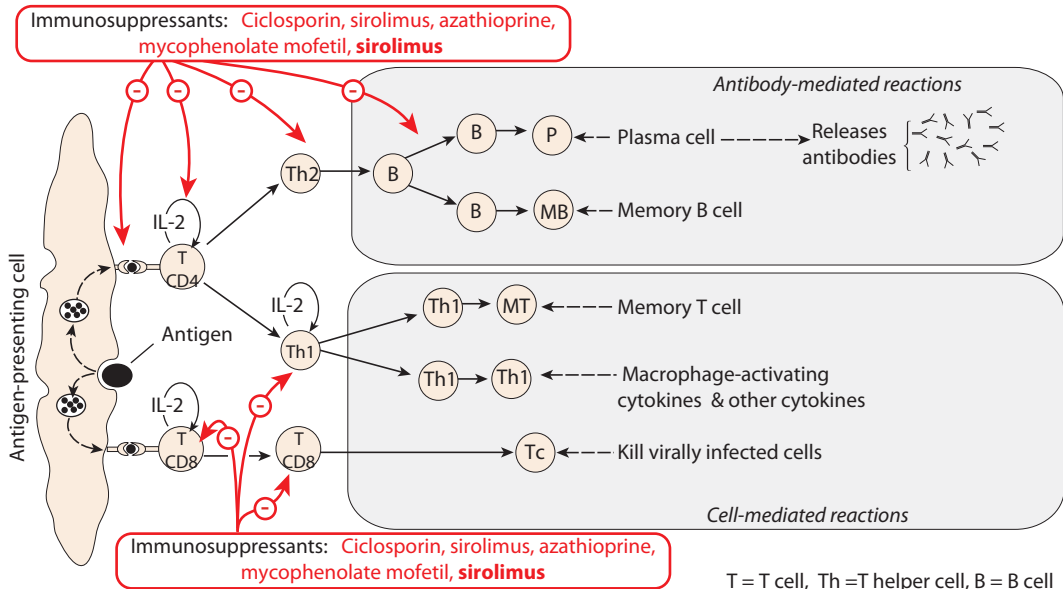 Immunosuppressants: Ciclosporin, sirolimus, azathioprine,
mycophenolate mofetil, sirolimus
Antibody-mediated reactions
B
P
Plasma cell
Releases
antibodies
Th2
B
B
MB
Memory B cell
IL-2
T
CD4
Antigen-presenting cell
Antigen
IL-2
Th1
Th1
MT
Memory T cell
Th1
Th1
Macrophage-activating
cytokines & other cytokines
IL-2
T
CD8
T
CD8
Tc
Kill virally infected cells
Cell-mediated reactions
Immunosuppressants: Ciclosporin, sirolimus, azathioprine,
mycophenolate mofetil, sirolimus
T = T cell, Th =T helper cell, B = B cell